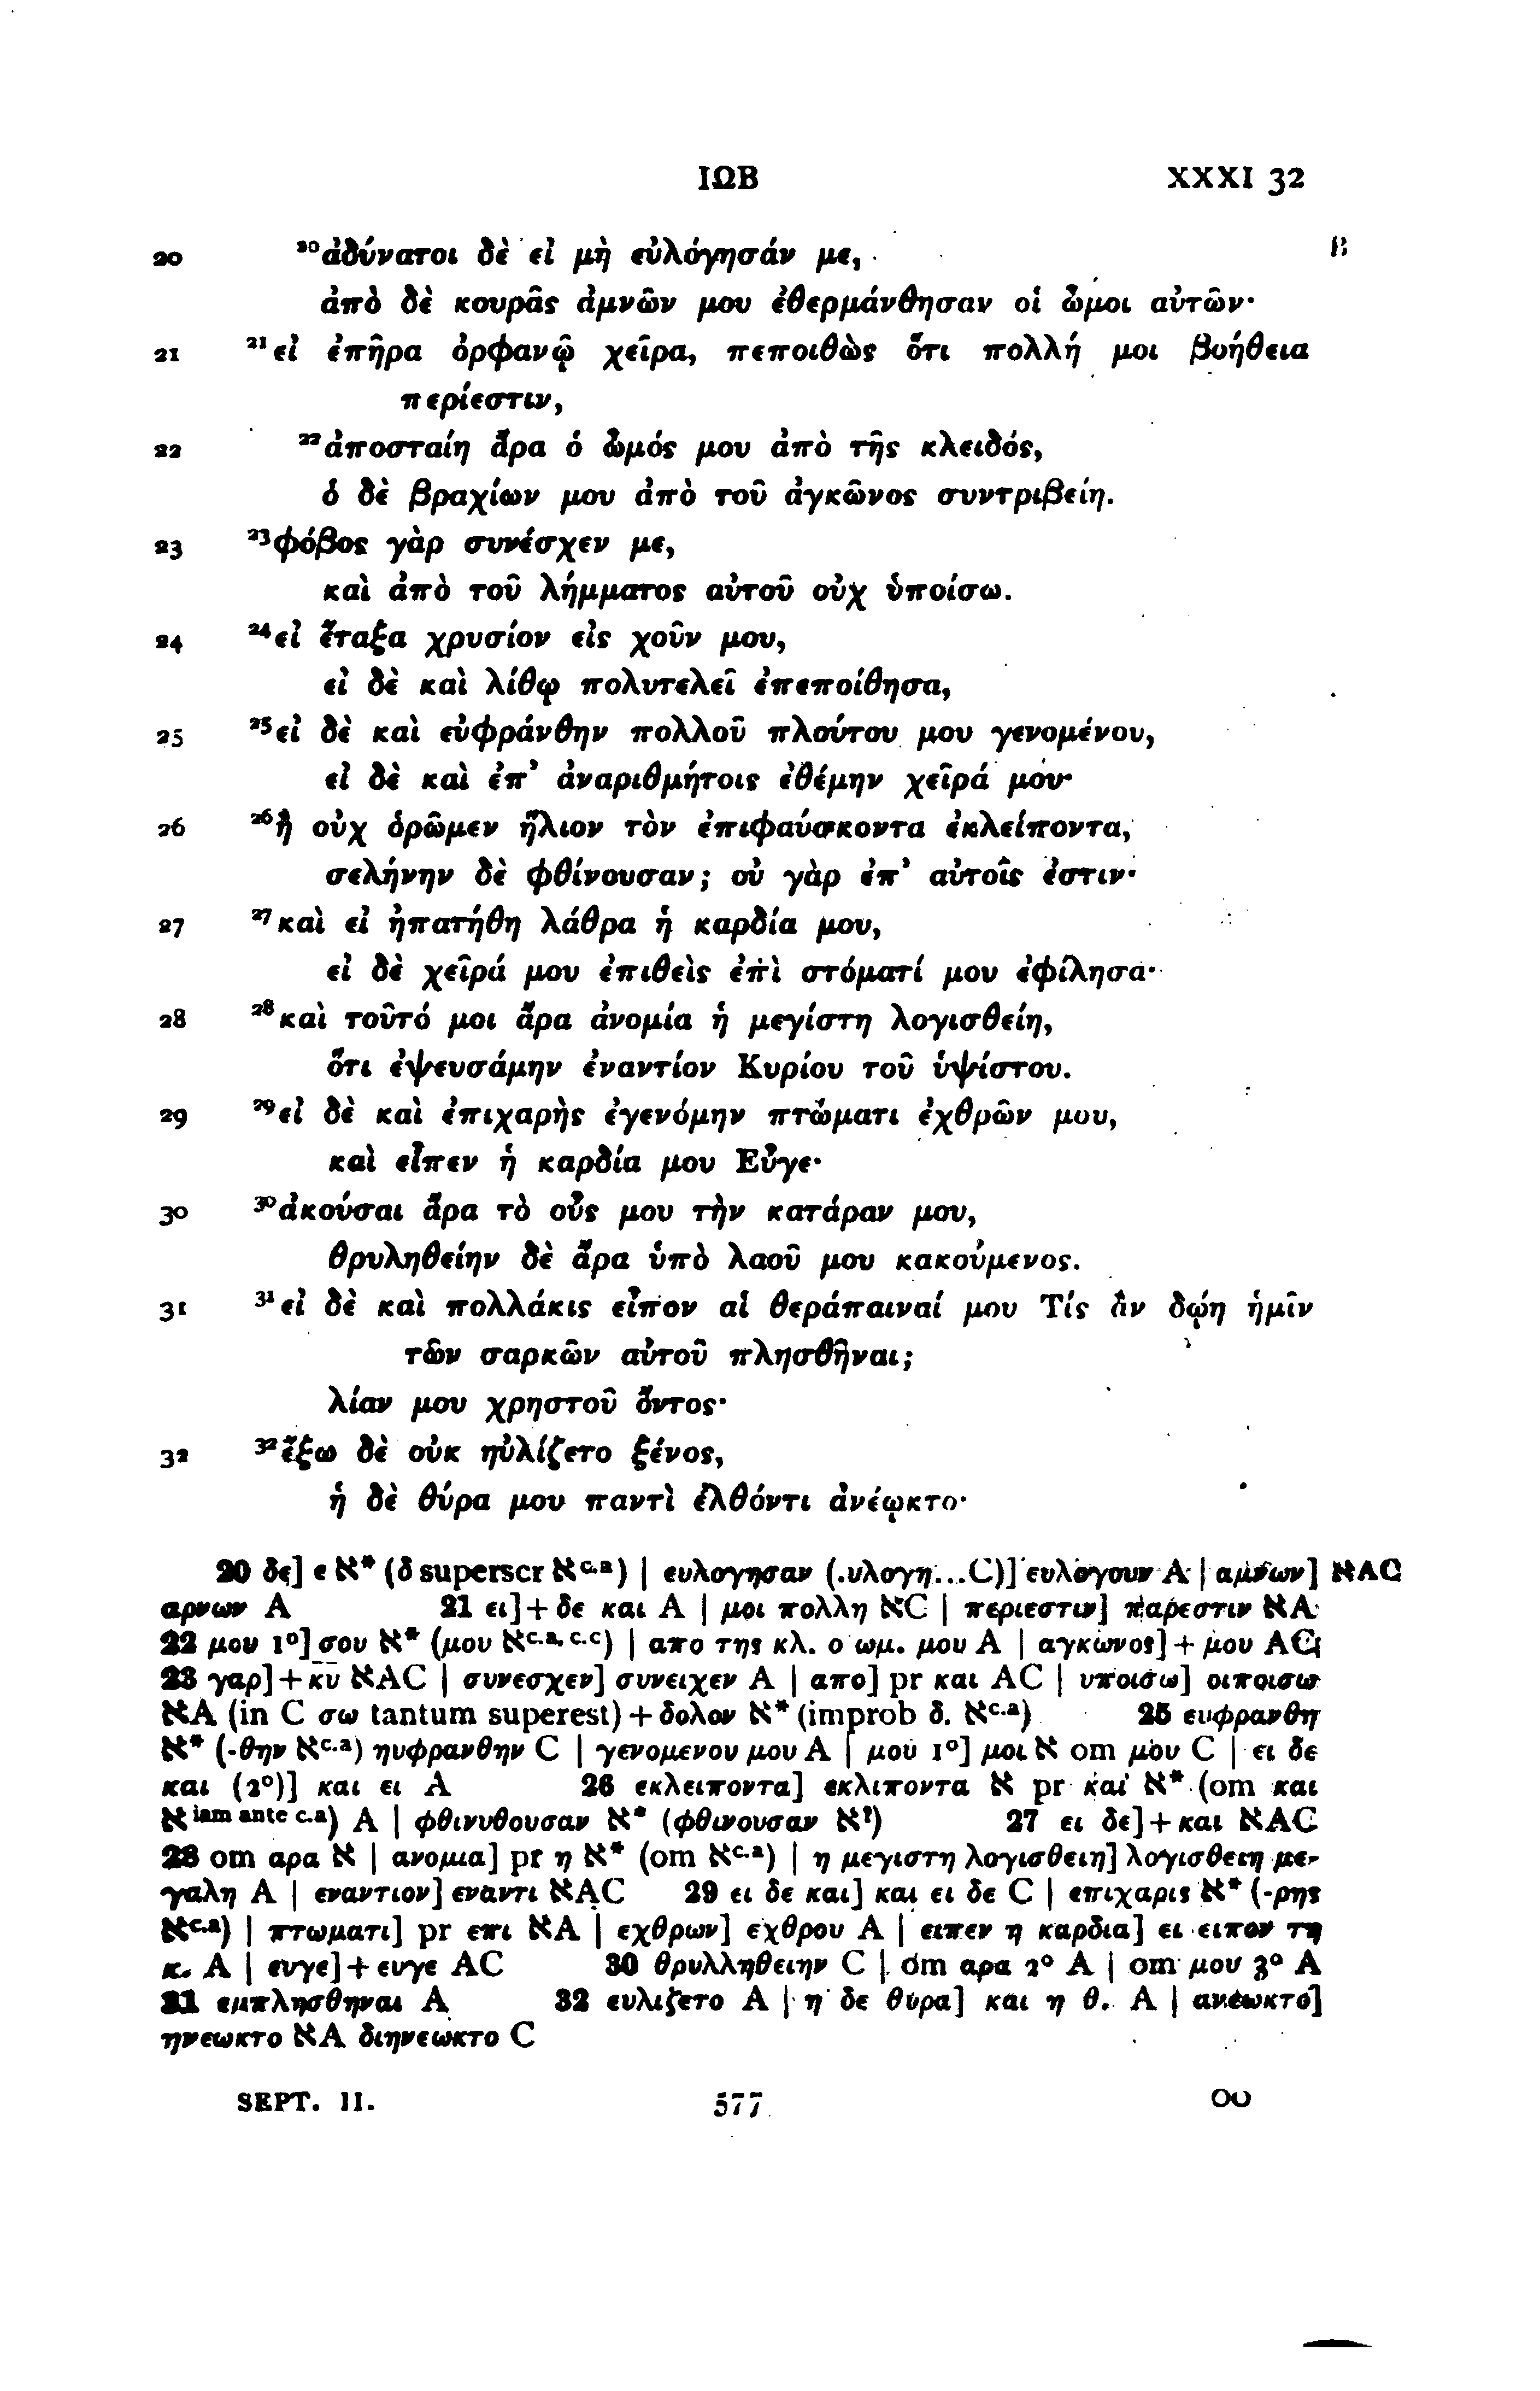 ΙΩΒ XXXI 32
20 ²⁰ἀδύνατοι δὲ εἰ μὴ εὐλόγησάν με, B
ἀπὸ δὲ κουρᾶς ἀμνῶν μου ἐθερμάνθησαν οἱ ὦμοι αὐτῶν·
21 ²¹εἰ ἐπῆρα ὀρφανῷ χεῖρα, πεποιθὼς ὅτι πολλή μοι βοήθεια
περίεστιν,
22 ²²ἀποσταίη ἄρα ὁ ὦμός μου ἀπὸ τῆς κλειδός,
ὁ δὲ βραχίων μου ἀπὸ τοῦ ἀγκῶνος συντριβείη.
23 ²³φόβος γὰρ συνέσχεν με,
καὶ ἀπὸ τοῦ λήμματος αὐτοῦ οὐχ ὑποίσω.
24 ²⁴εἰ ἔταξα χρυσίον εἰς χοῦν μου,
εἰ δὲ καὶ λίθῳ πολυτελεῖ ἐπεποίθησα,
25 ²⁵εἰ δὲ καὶ εὐφράνθην πολλοῦ πλούτου μου γενομένου,
εἰ δὲ καὶ ἐπ’ ἀναριθμήτοις ἐθέμην χεῖρά μου·
26 ²⁶ἢ οὐχ ὁρῶμεν ἥλιον τὸν ἐπιφαύσκοντα ἐκλείποντα,
σελήνην δὲ φθίνουσαν; οὐ γὰρ ἐπ’ αὐτοῖς ἐστιν·
27 ²⁷καὶ εἰ ἠπατήθη λάθρα ἡ καρδία μου,
εἰ δὲ χεῖρά μου ἐπιθεὶς ἐπὶ στόματί μου ἐφίλησα·
28 ²⁸καὶ τοῦτό μοι ἄρα ἀνομία ἡ μεγίστη λογισθείη,
ὅτι ἐψευσάμην ἐναντίον Κυρίου τοῦ ὑψίστου.
29 ²⁹εἰ δὲ καὶ ἐπιχαρὴς ἐγενόμην πτώματι ἐχθρῶν μου,
καὶ εἶπεν ἡ καρδία μου Εὖγε·
30 ³⁰ἀκούσαι ἄρα τὸ οὖς μου τὴν κατάραν μου,
θρυληθείην δὲ ἄρα ὑπὸ λαοῦ μου κακούμενος.
31 ³¹εἰ δὲ καὶ πολλάκις εἶπον αἱ θεράπαιναί μου Τίς ἂν δῴη ἡμῖν
τῶν σαρκῶν αὐτοῦ πλησθῆναι;
λίαν μου χρηστοῦ ὄντος·
32 ³²ἔξω δὲ οὐκ ηὐλίζετο ξένος,
ἡ δὲ θύρα μου παντὶ ἐλθόντι ἀνέῳκτο·
20 δε] ε א* (δ superscr אᶜ·ᵃ) | ευλογησαν (.υλογη...C)] ευλογουν A | αμνων] אAC
αρνων A 21 ει]+δε και A | μοι πολλη אC | περιεστιν] παρεστιν אA
22 μου 1°] σου א* (μου אᶜ·ᵃ·ᶜ·ᶜ) | απο της κλ. ο ωμ. μου A | αγκωνος]+μου AC
23 γαρ]+κ̅υ̅ אAC | συνεσχεν] συνειχεν A | απο] pr και AC | υποισω] οιποισω
אA (in C σω tantum superest)+δολον א* (improb δ. אᶜ·ᵃ) 25 ευφρανθη
א* (-θην אᶜ·ᵃ) ηυφρανθην C | γενομενου μου A | μου 1°] μοι א om μου C | ει δε
και (2°)] και ει A 26 εκλειποντα] εκλιποντα א pr και א* (om και
א iam ante c.a) A | φθινυθουσαν א* (φθινουσαν א¹) 27 ει δε]+και אAC
28 om αρα א | ανομια] pr η א* (om אᶜ·ᵃ) | η μεγιστη λογισθειη] λογισθειη με-
γαλη A | εναντιον] εναντι אAC 29 ει δε και] και ει δε C | επιχαρις א* (-ρης
אᶜ·ᵃ) | πτωματι] pr επι אA | εχθρων] εχθρου A | ειπεν η καρδια] ει ειπον τη
κ. A | ευγε]+ευγε AC 30 θρυλληθειην C | om αρα 2° A | om μου 3° A
31 εμπλησθηναι A 32 ευλιζετο A | η δε θυρα] και η θ. A | ανεωκτο]
ηνεωκτο אA διηνεωκτο C
SEPT. II. 577 OO